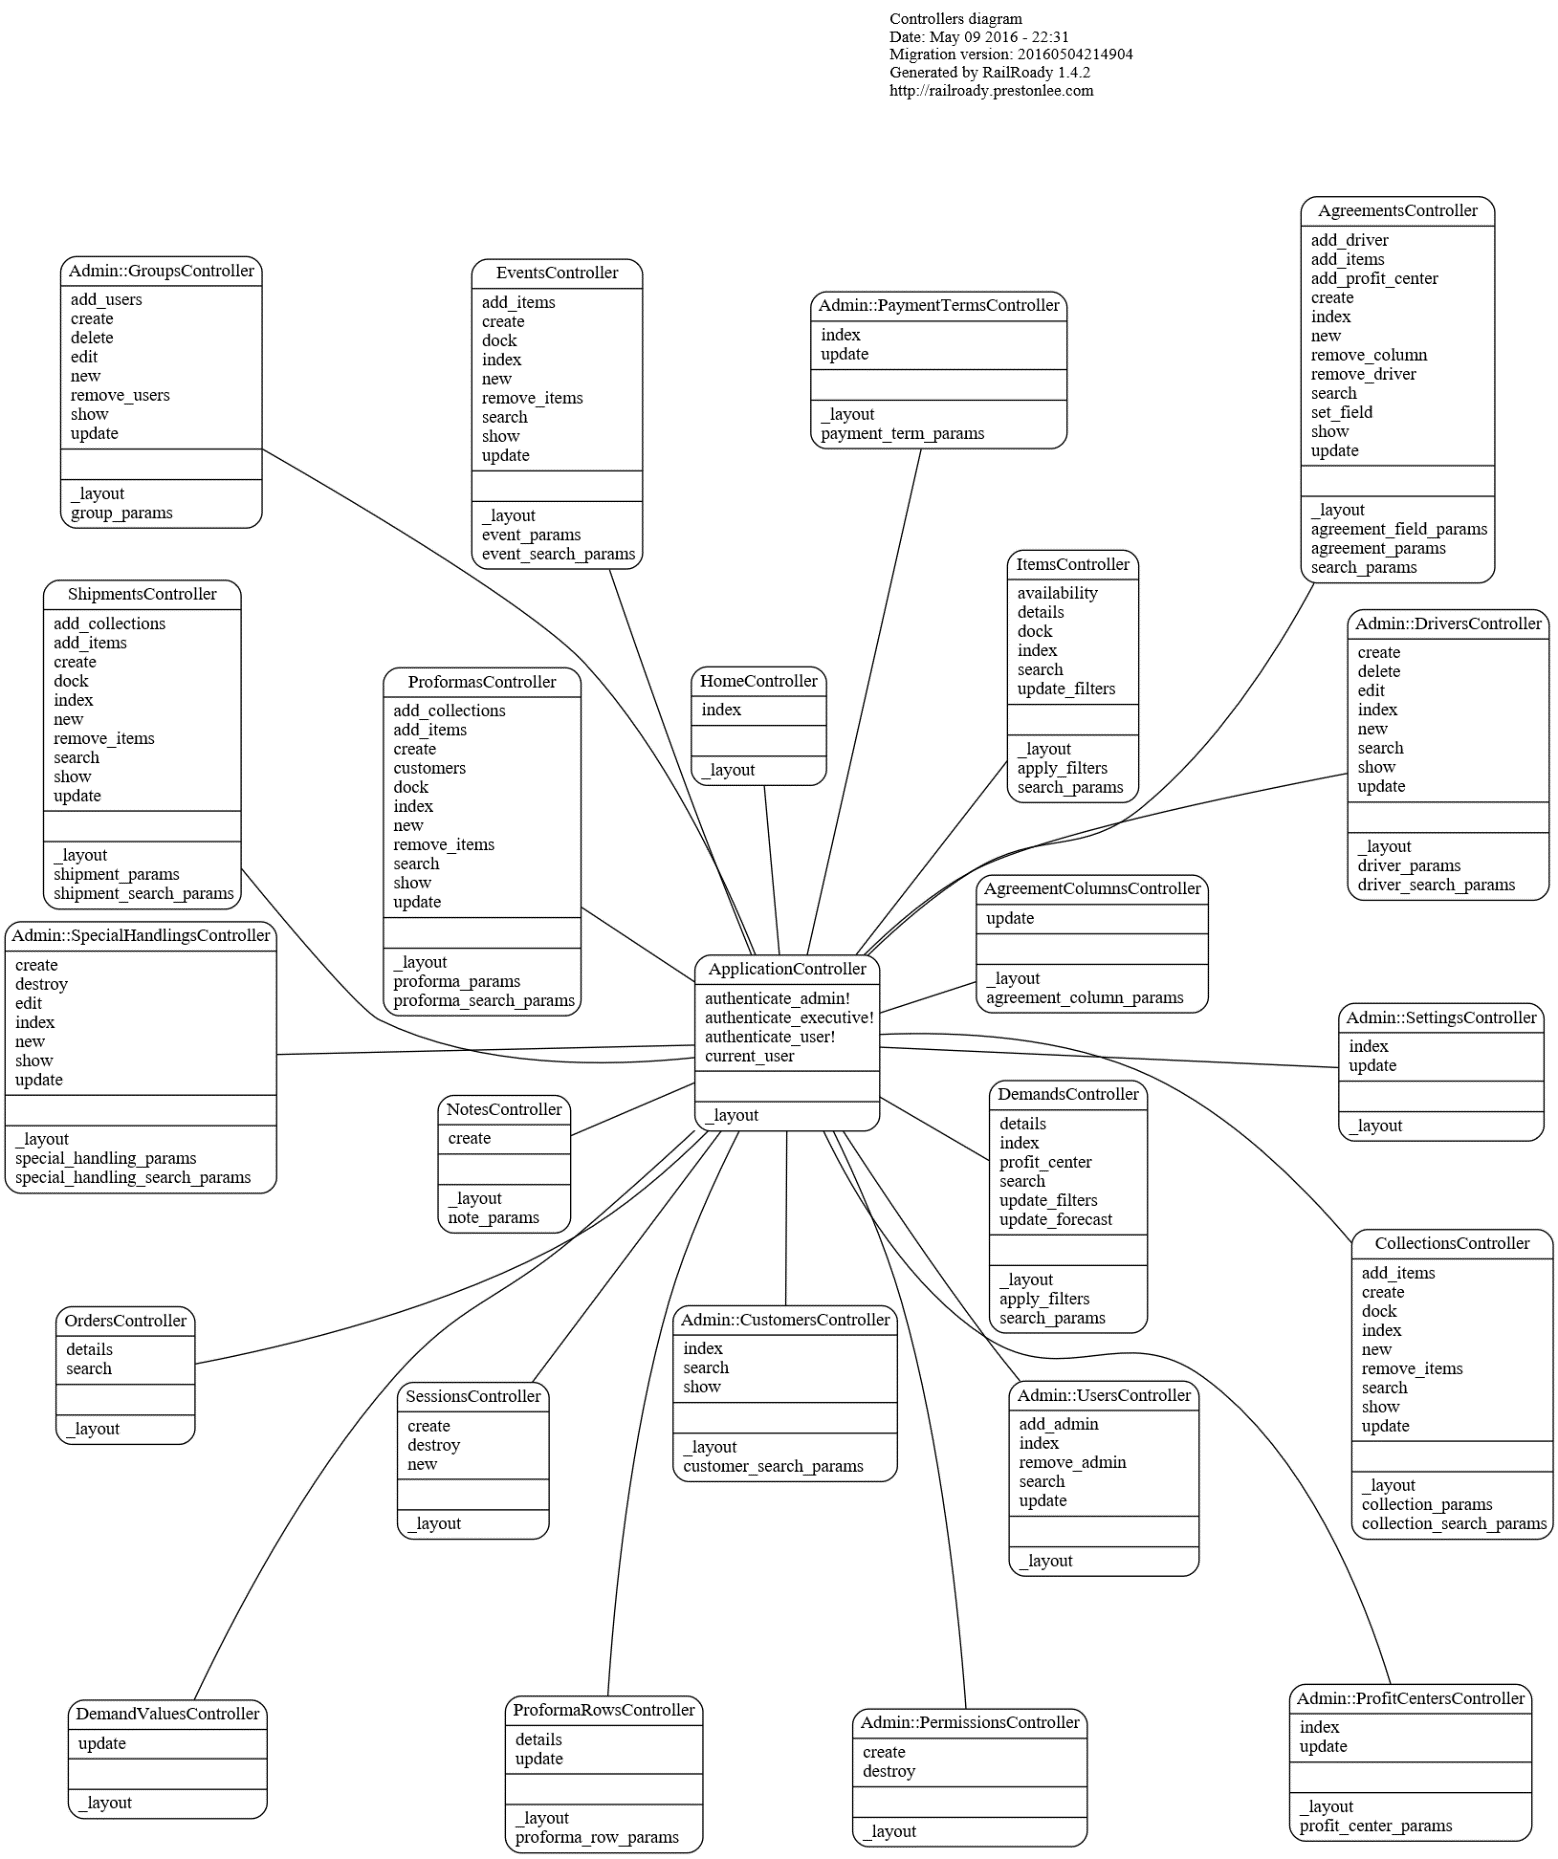 Controllers diagram
Date: May 09 2016 - 22:31
Migration version: 20160504214904
Generated by RailRoady 1.4.2
http://railroady.prestonlee.com
AgreementsController
add_driver
add_items
add_profit_center
create
index
new
remove_column
remove_driver
search
set_field
show
update
_layout
agreement_field_params
agreement_params
search_params
Admin::GroupsController
add_users
create
delete
edit
new
remove_users
show
update
_layout
group_params
EventsController
add_items
create
dock
index
new
remove_items
search
show
update
_layout
event_params
event_search_params
Admin::PaymentTermsController
index
update
_layout
payment_term_params
ItemsController
availability
details
dock
index
search
update_filters
_layout
apply_filters
search_params
ShipmentsController
add_collections
add_items
create
dock
index
new
remove_items
search
show
update
_layout
shipment_params
shipment_search_params
Admin::DriversController
create
delete
edit
index
new
search
show
update
_layout
driver_params
driver_search_params
ProformasController
add_collections
add_items
create
customers
dock
index
new
remove_items
search
show
update
_layout
proforma_params
proforma_search_params
HomeController
index
_layout
AgreementColumnsController
update
_layout
agreement_column_params
Admin::SpecialHandlingsController
create
destroy
edit
index
new
show
update
_layout
special_handling_params
special_handling_search_params
ApplicationController
authenticate_admin!
authenticate_executive!
authenticate_user!
current_user
_layout
Admin::SettingsController
index
update
_layout
DemandsController
details
index
profit_center
search
update_filters
update_forecast
_layout
apply_filters
search_params
NotesController
create
_layout
note_params
CollectionsController
add_items
create
dock
index
new
remove_items
search
show
update
_layout
collection_params
collection_search_params
OrdersController
details
search
_layout
Admin::CustomersController
index
search
show
_layout
customer_search_params
SessionsController
create
destroy
new
_layout
Admin::UsersController
add_admin
index
remove_admin
search
update
_layout
DemandValuesController
update
_layout
ProformaRowsController
details
update
_layout
proforma_row_params
Admin::PermissionsController
create
destroy
_layout
Admin::ProfitCentersController
index
update
_layout
profit_center_params